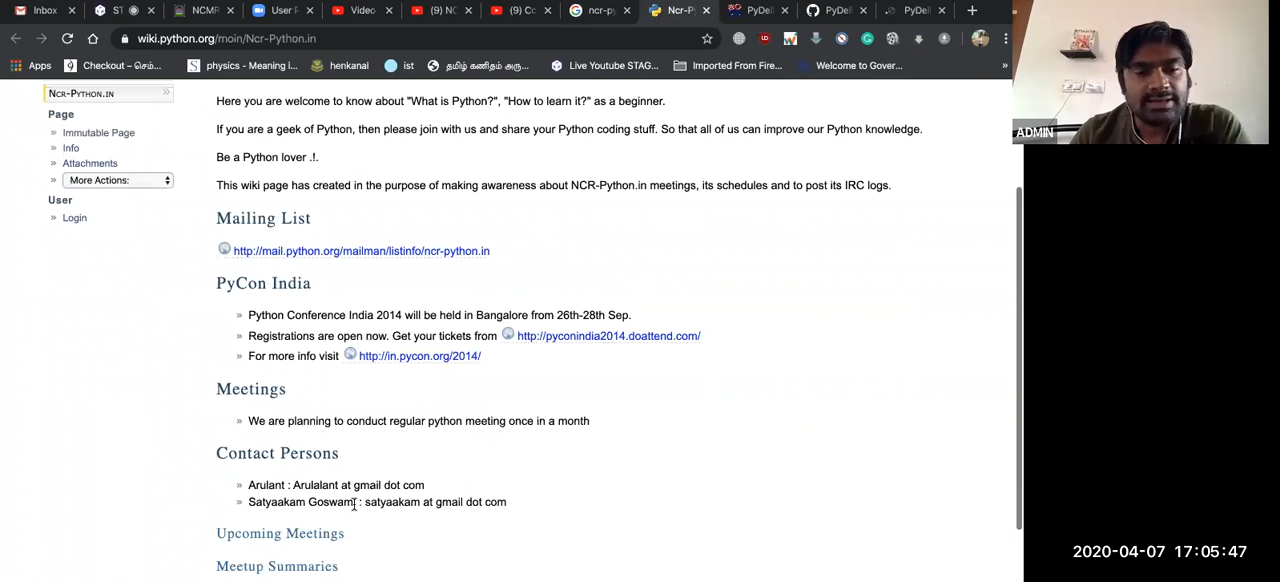 Inbox
ST
NCMR
User F
Video
(9) NC
(9) Cc
ncr-py
Ncr-Py
PyDel
PyDel
PyDel
wiki.python.org/moin/Ncr-Python.in
Apps
Checkout – செம்...
physics - Meaning i...
henkanal
ist
தமிழ் கணிதம் அரு...
Live Youtube STAG...
Imported From Fire...
Welcome to Gover...
ADMIN
Ncr-Python.in
Page
Immutable Page
Info
Attachments
More Actions:
User
Login
Here you are welcome to know about "What is Python?", "How to learn it?" as a beginner.
If you are a geek of Python, then please join with us and share your Python coding stuff. So that all of us can improve our Python knowledge.
Be a Python lover .!.
This wiki page has created in the purpose of making awareness about NCR-Python.in meetings, its schedules and to post its IRC logs.
Mailing List
http://mail.python.org/mailman/listinfo/ncr-python.in
PyCon India
Python Conference India 2014 will be held in Bangalore from 26th-28th Sep.
Registrations are open now. Get your tickets from http://pyconindia2014.doattend.com/
For more info visit http://in.pycon.org/2014/
Meetings
We are planning to conduct regular python meeting once in a month
Contact Persons
Arulant : Arulalant at gmail dot com
Satyaakam Goswami : satyaakam at gmail dot com
Upcoming Meetings
Meetup Summaries
2020-04-07 17:05:47